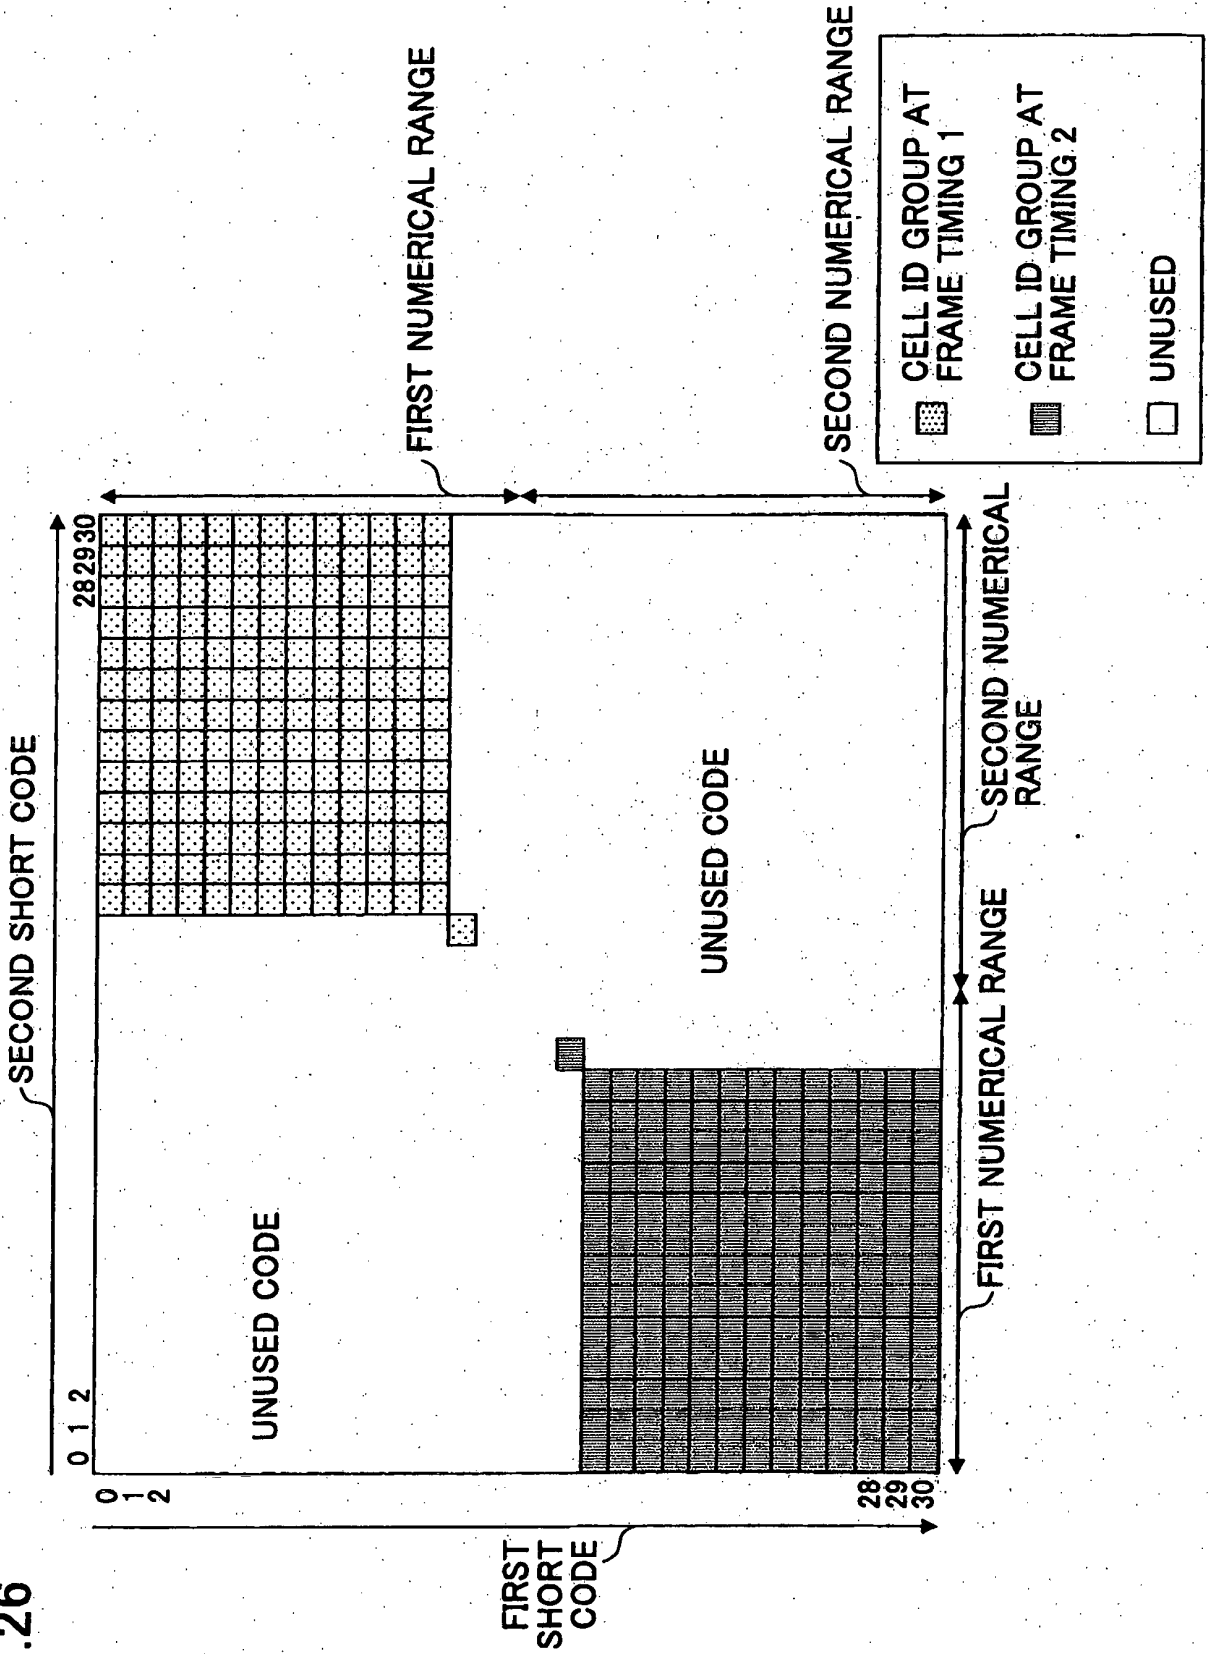 .26
SECOND SHORT CODE
0 1 2
28 29 30
FIRST
SHORT
CODE
0
1
2
28
29
30
UNUSED CODE
UNUSED CODE
FIRST NUMERICAL RANGE
SECOND NUMERICAL RANGE
FIRST NUMERICAL RANGE
SECOND NUMERICAL
RANGE
CELL ID GROUP AT
FRAME TIMING 1
CELL ID GROUP AT
FRAME TIMING 2
UNUSED